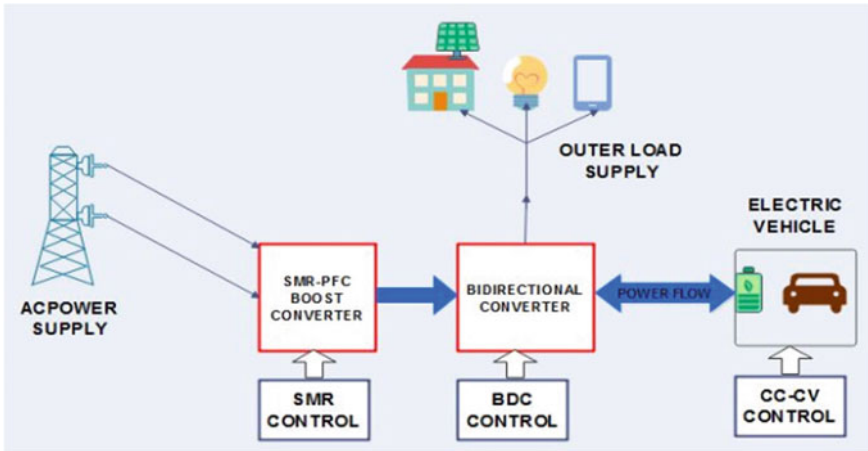 OUTER LOAD
SUPPLY
ELECTRIC
VEHICLE
ACPOWER
SUPPLY
SMR-PFC
BOOST
CONVERTER
BIDIRECTIONAL
CONVERTER
POWER FLOW
SMR
CONTROL
BDC
CONTROL
CC-CV
CONTROL